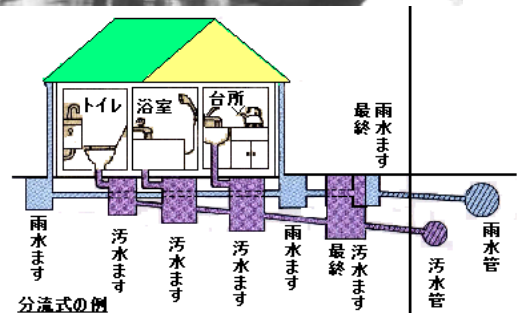 トイレ
浴室
台所
最終
雨水ます
雨水ます
汚水ます
汚水ます
汚水ます
雨水ます
最終
汚水ます
汚水管
雨水管
分流式の例